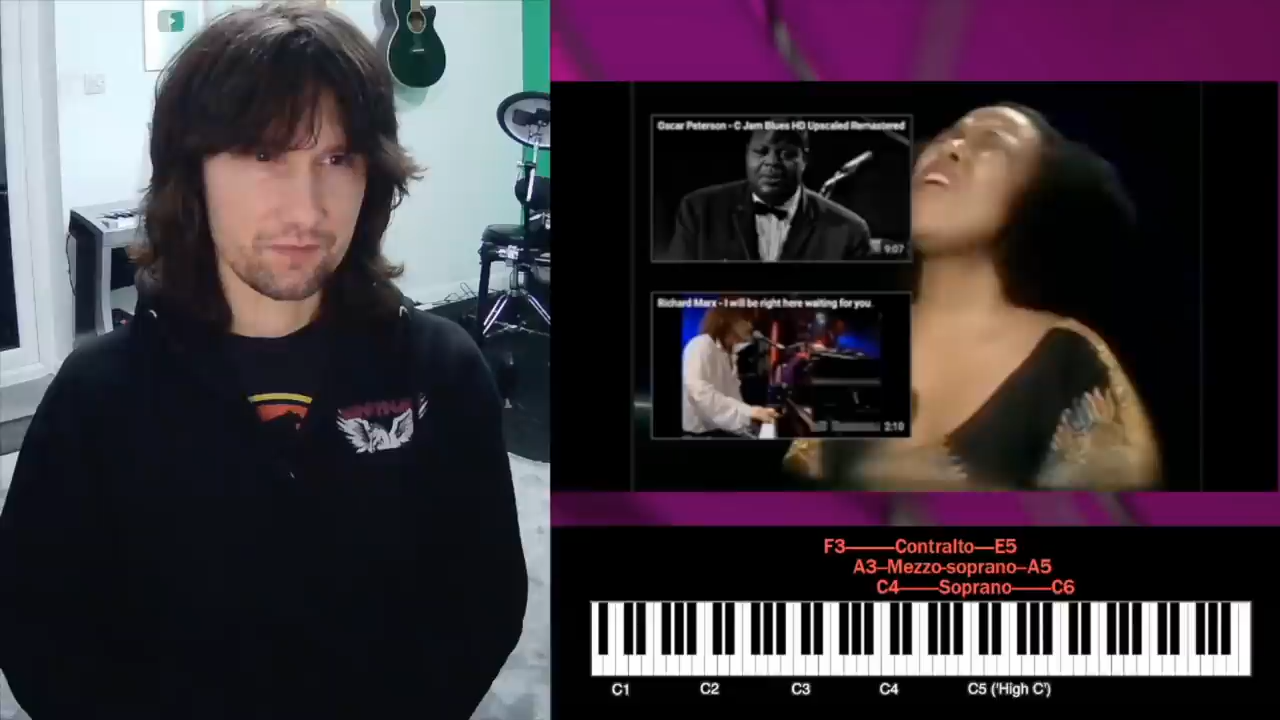 Oscar Peterson - C Jam Blues HD Upscaled Remastered
9:07
Richard Marx - I will be right here waiting for you
2:10
F3——Contralto—E5
A3–Mezzo-soprano–A5
C4——Soprano——C6
C1 C2 C3 C4 C5 ('High C')